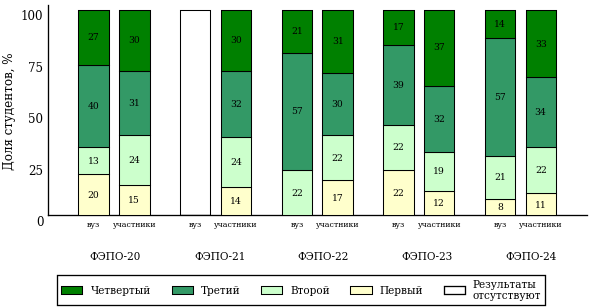 Доля студентов, %
100
75
50
25
0
27 30 30 21 31 17 37 14 33
40 31 32 57 30 39 32 57 34
13 24 24 22 22 22 19 21 22
20 15 14 17 22 12 8 11
вуз участники вуз участники вуз участники вуз участники вуз участники
ФЭПО-20 ФЭПО-21 ФЭПО-22 ФЭПО-23 ФЭПО-24
Четвертый Третий Второй Первый Результаты
отсутствуют